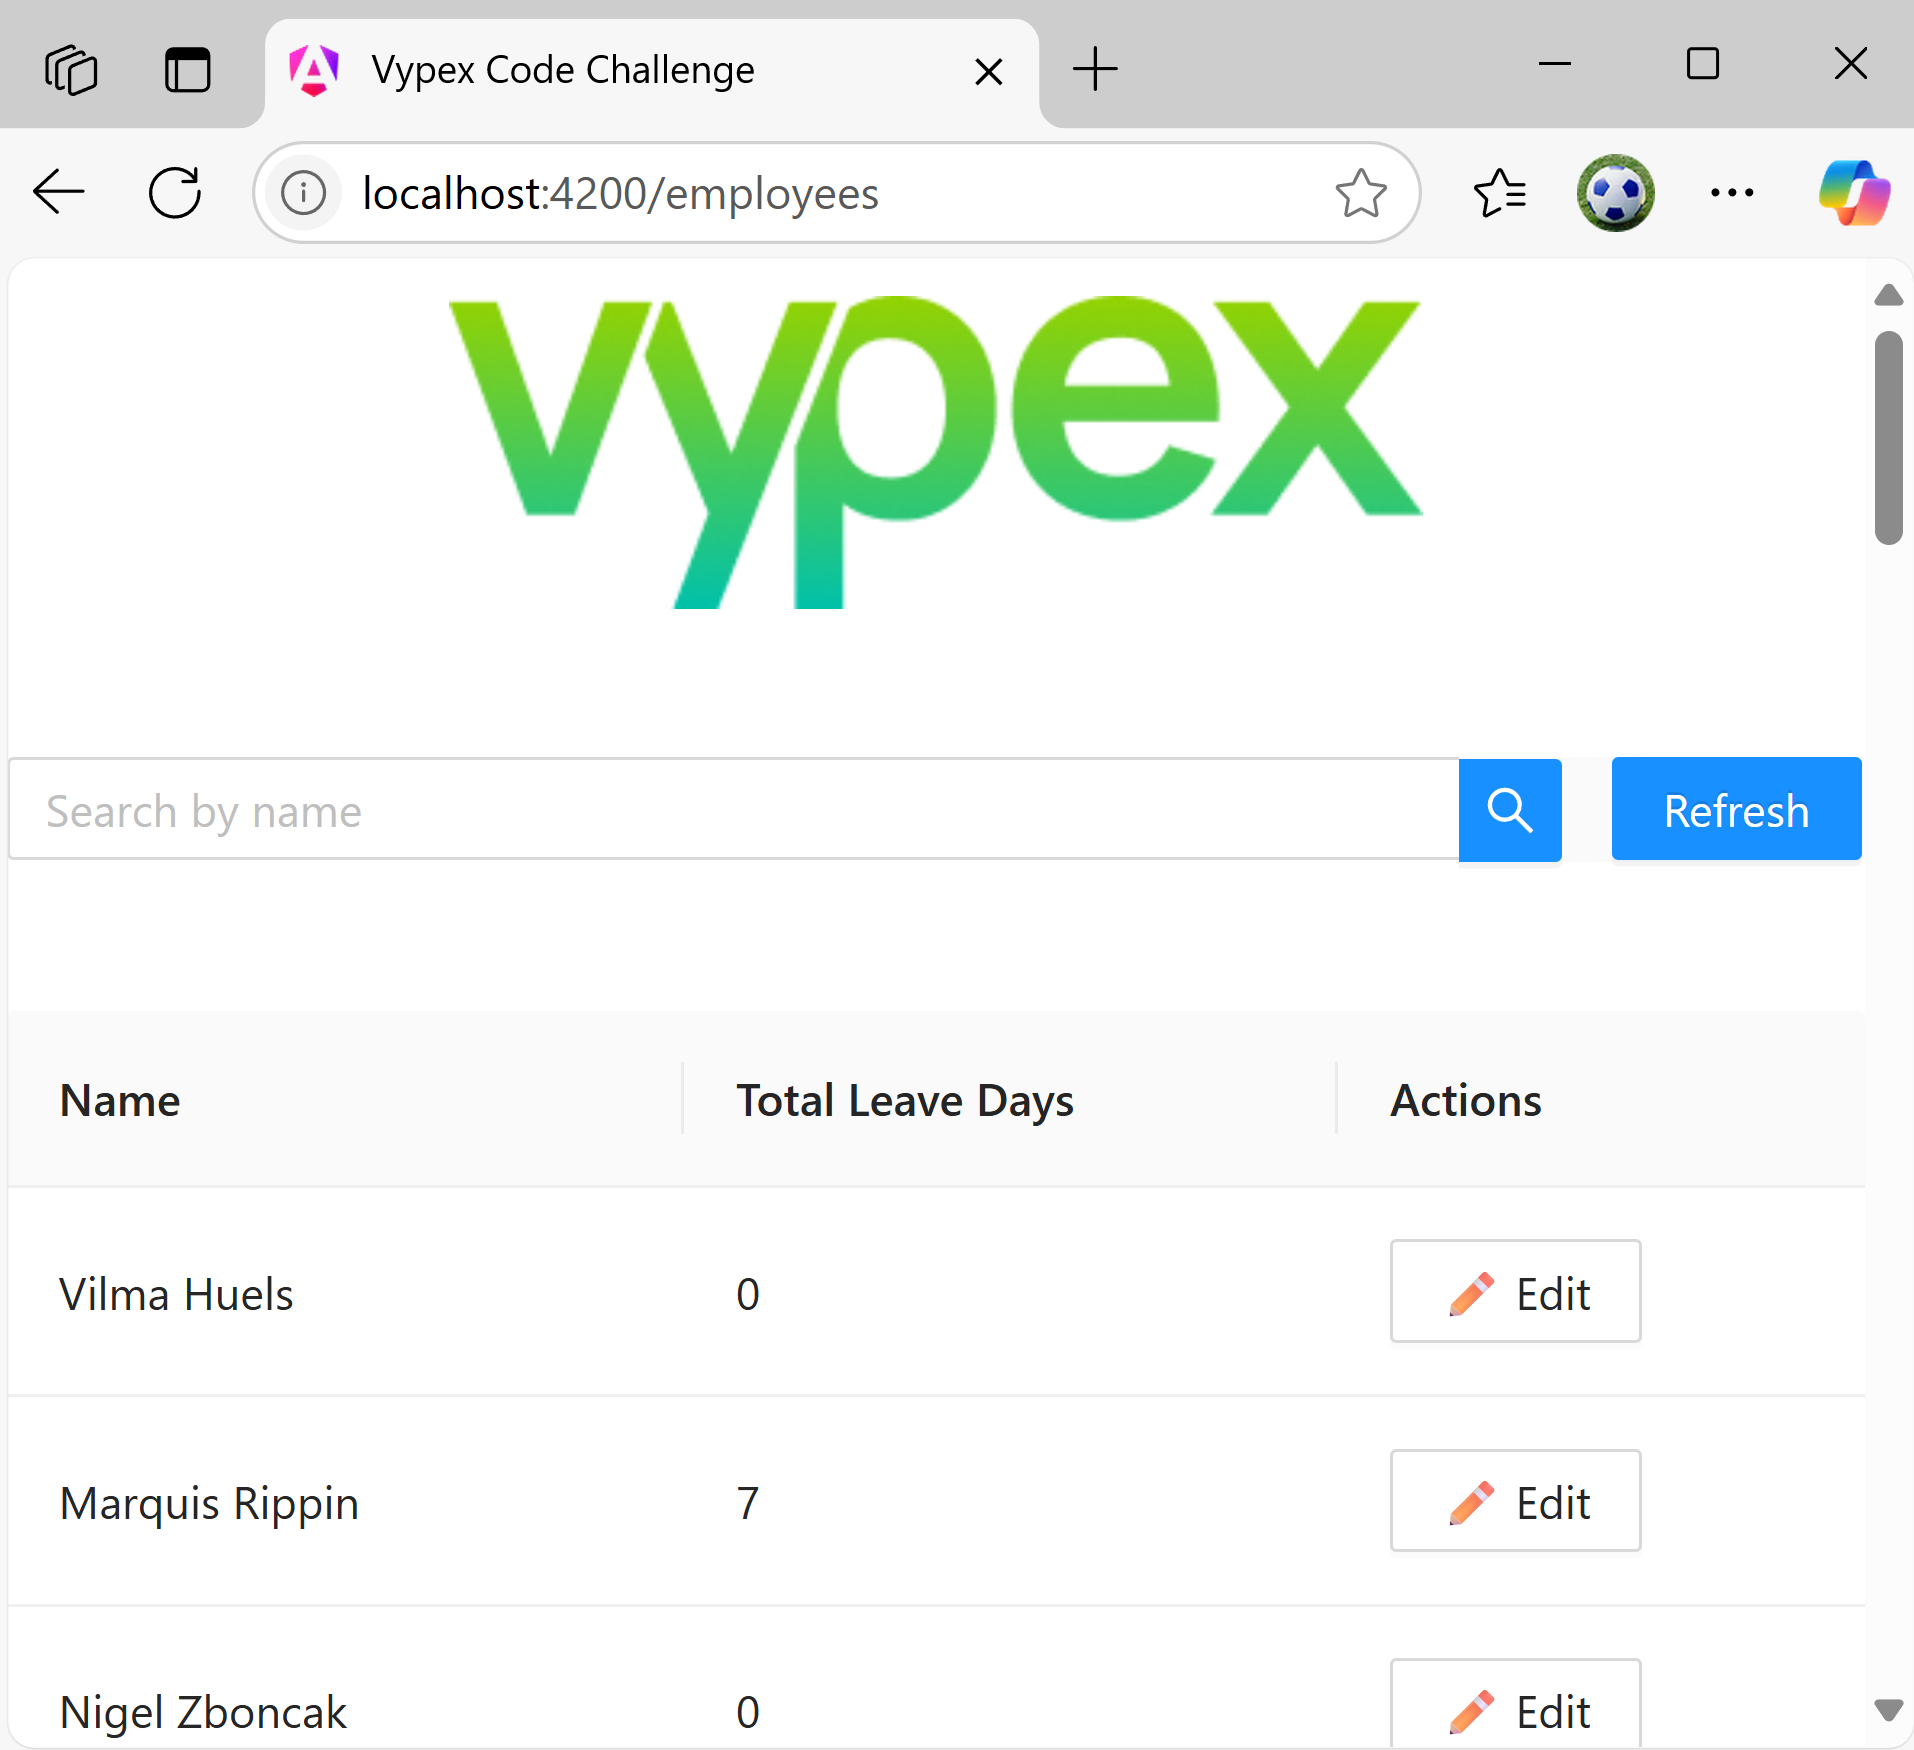 Vypex Code Challenge
localhost:4200/employees
vypex
Search by name
Refresh
Name Total Leave Days Actions
Vilma Huels 0 Edit
Marquis Rippin 7 Edit
Nigel Zboncak 0 Edit